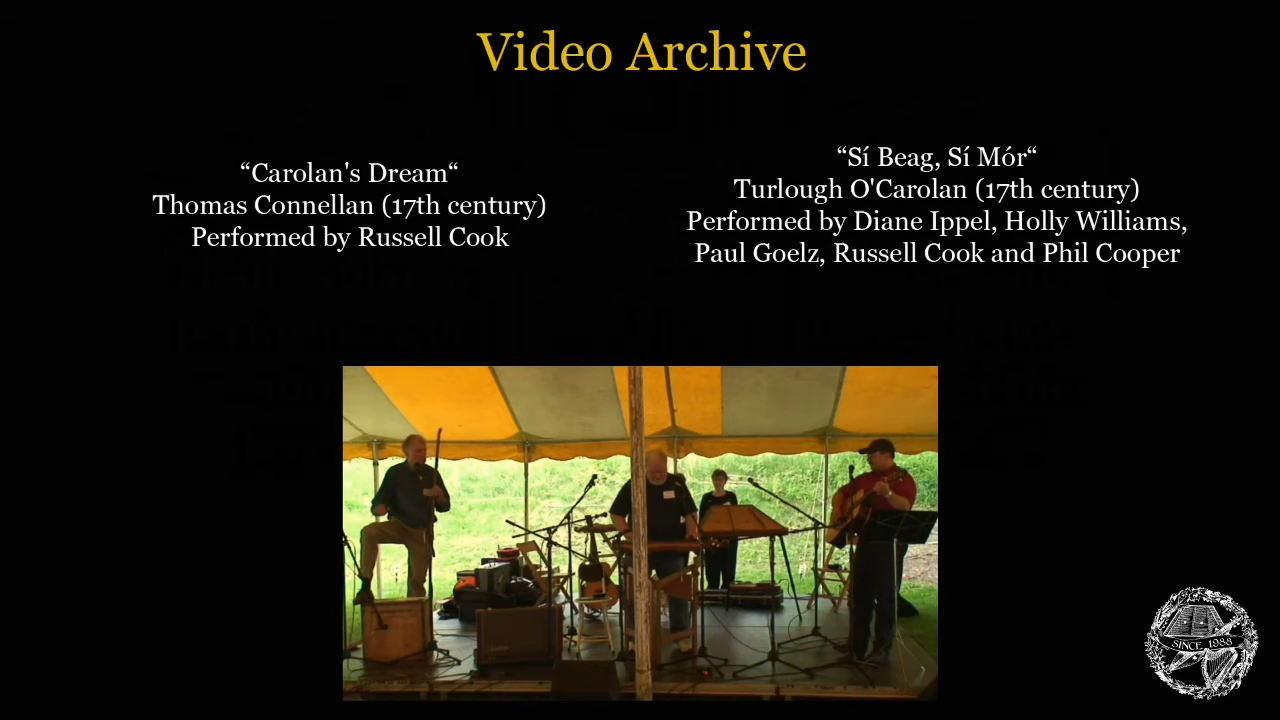 Video Archive
“Carolan's Dream“
Thomas Connellan (17th century)
Performed by Russell Cook
“Sí Beag, Sí Mór“
Turlough O'Carolan (17th century)
Performed by Diane Ippel, Holly Williams,
Paul Goelz, Russell Cook and Phil Cooper
SINCE 1988